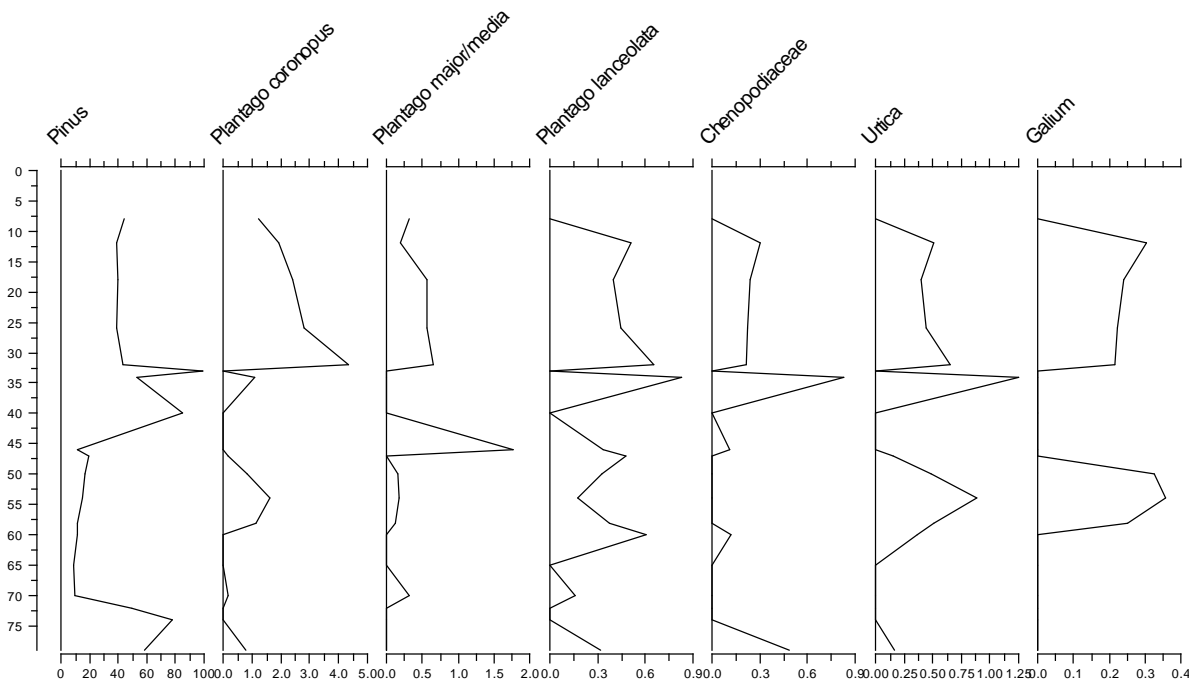 Pinus
Plantago coronopus
Plantago major/media
Plantago lanceolata
Chenopodiaceae
Urtica
Galium
0
5
10
15
20
25
30
35
40
45
50
55
60
65
70
75
0 20 40 60 80 100
0.0 1.0 2.0 3.0 4.0 5.0
0.0 0.5 1.0 1.5 2.0
0.0 0.3 0.6 0.9
0.0 0.3 0.6 0.9
0.00 0.25 0.50 0.75 1.00 1.25
0.0 0.1 0.2 0.3 0.4